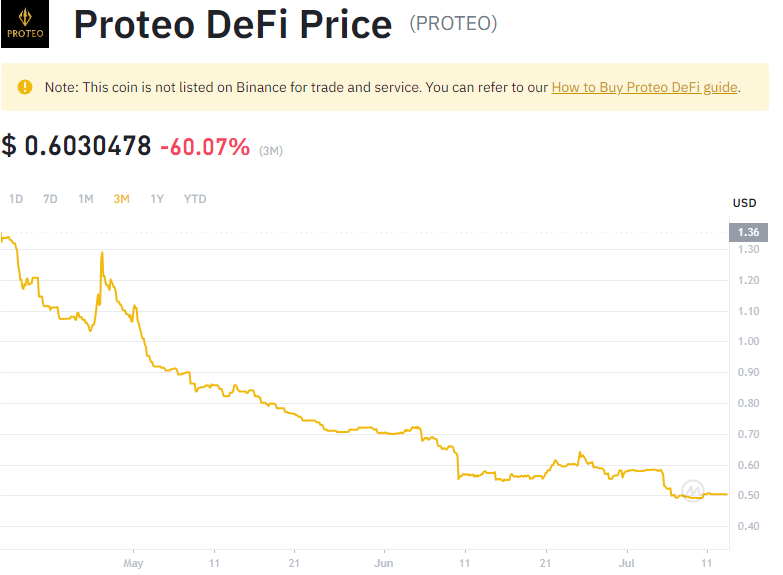 PROTEO
Proteo DeFi Price (PROTEO)
Note: This coin is not listed on Binance for trade and service. You can refer to our How to Buy Proteo DeFi guide.
$ 0.6030478 -60.07% (3M)
1D 7D 1M 3M 1Y YTD
USD
1.36
1.30
1.20
1.10
1.00
0.90
0.80
0.70
0.60
0.50
0.40
May 11 21 Jun 11 21 Jul 11